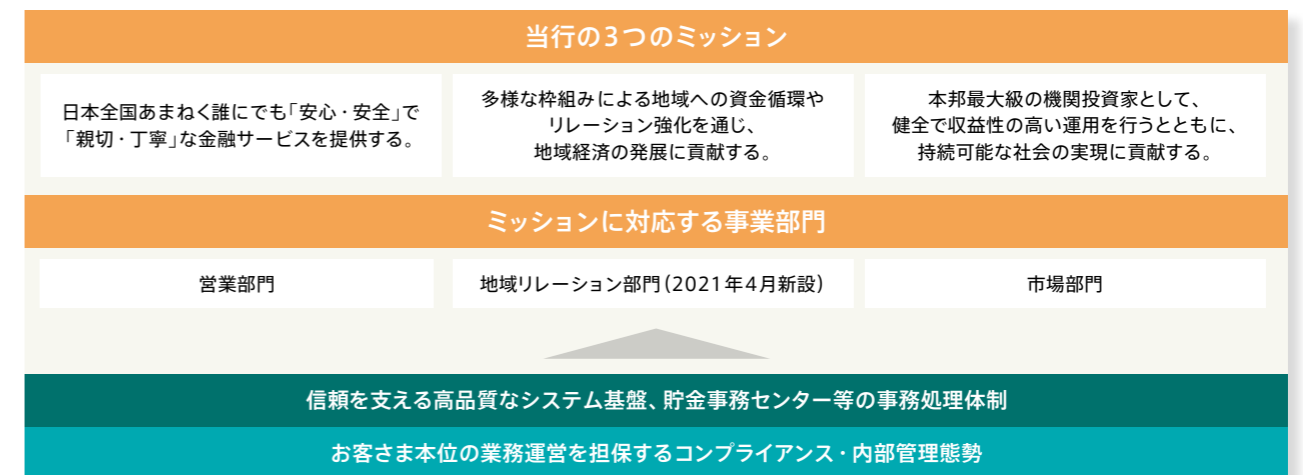 当行の3つのミッション
日本全国あまねく誰にでも「安心・安全」で
「親切・丁寧」な金融サービスを提供する。
多様な枠組みによる地域への資金循環や
リレーション強化を通じ、
地域経済の発展に貢献する。
本邦最大級の機関投資家として、
健全で収益性の高い運用を行うとともに、
持続可能な社会の実現に貢献する。
ミッションに対応する事業部門
営業部門
地域リレーション部門(2021年4月新設)
市場部門
信頼を支える高品質なシステム基盤、貯金事務センター等の事務処理体制
お客さま本位の業務運営を担保するコンプライアンス・内部管理態勢